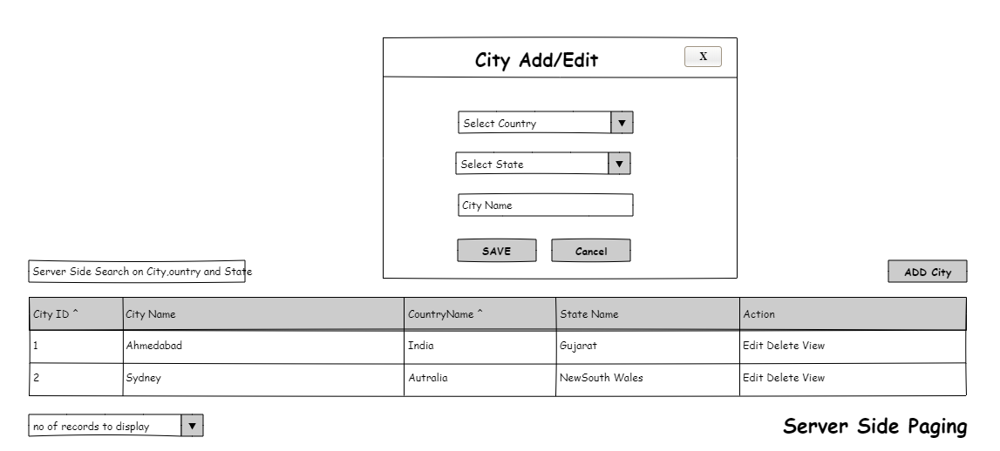 City Add/Edit
X
Select Country
▼
Select State
▼
City Name
SAVE
Cancel
Server Side Search on City,ountry and State
ADD City
City ID ^
City Name
CountryName ^
State Name
Action
1
Ahmedabad
India
Gujarat
Edit Delete View
2
Sydney
Autralia
NewSouth Wales
Edit Delete View
no of records to display
▼
Server Side Paging